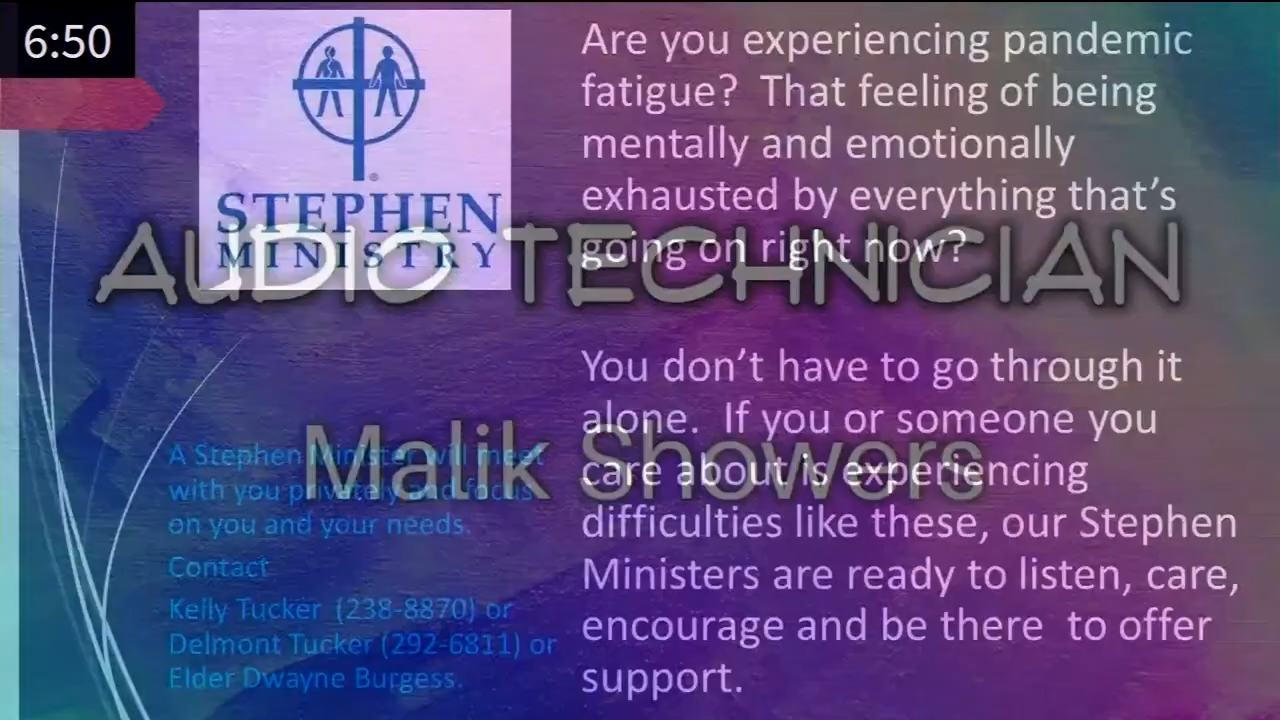 6:50
STEPHEN
MINISTRY
Are you experiencing pandemic
fatigue?  That feeling of being
mentally and emotionally
exhausted by everything that's
going on right now?
AUDIO TECHNICIAN
You don't have to go through it
alone.  If you or someone you
care about is experiencing
difficulties like these, our Stephen
Ministers are ready to listen, care,
encourage and be there  to offer
support.
Malik Showers
A Stephen Minister will meet
with you privately and focus
on you and your needs.
Contact
Kelly Tucker  (238-8870) or
Delmont Tucker (292-6811) or
Elder Dwayne Burgess.